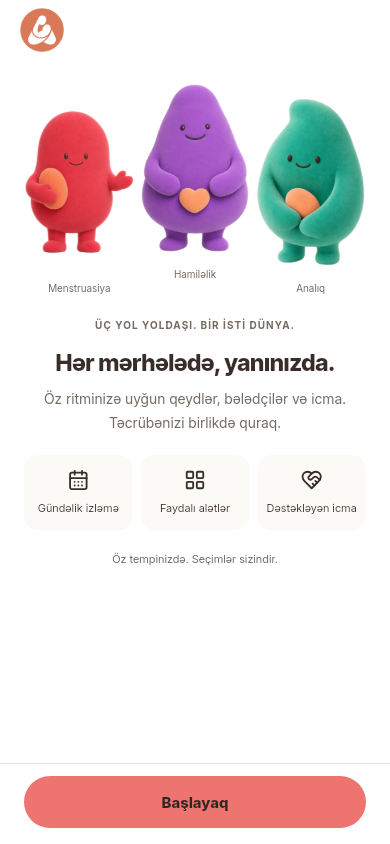 Menstruasiya
Hamiləlik
Analıq
ÜÇ YOL YOLDAŞI. BİR İSTİ DÜNYA.
Hər mərhələdə, yanınızda.
Öz ritminizə uyğun qeydlər, bələdçilər və icma.
Təcrübənizi birlikdə quraq.
Gündəlik izləmə
Faydalı alətlər
Dəstəkləyən icma
Öz tempinizdə. Seçimlər sizindir.
Başlayaq